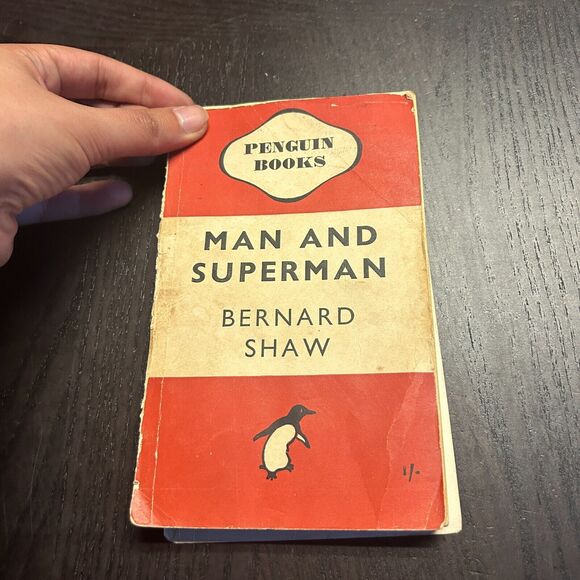 PENGUIN
BOOKS
MAN AND
SUPERMAN
BERNARD
SHAW
1/-